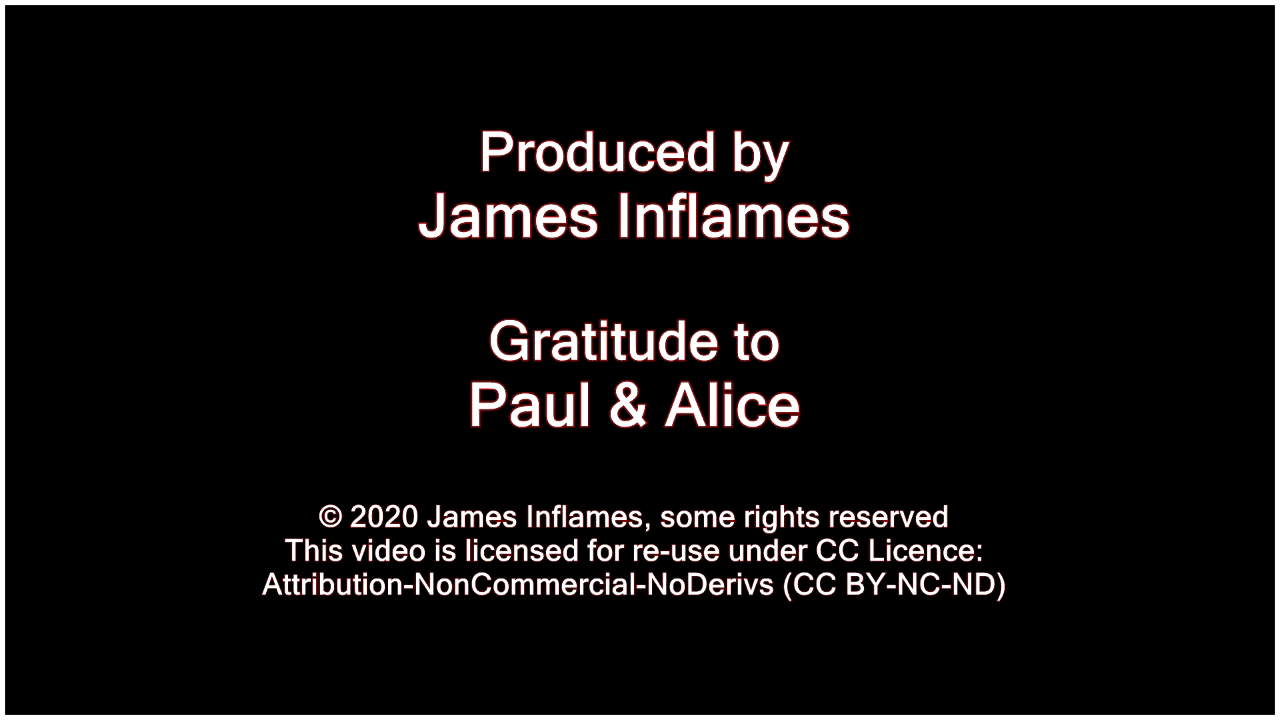 Produced by
James Inflames
Gratitude to
Paul & Alice
© 2020 James Inflames, some rights reserved
This video is licensed for re-use under CC Licence:
Attribution-NonCommercial-NoDerivs (CC BY-NC-ND)